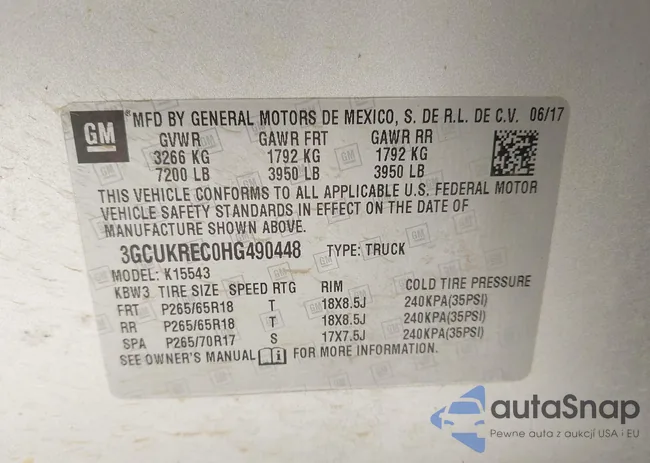 GM
® MFD BY GENERAL MOTORS DE MEXICO, S. DE R.L. DE C.V. 06/17
GVWR GAWR FRT GAWR RR
3266 KG 1792 KG 1792 KG
7200 LB 3950 LB 3950 LB
THIS VEHICLE CONFORMS TO ALL APPLICABLE U.S. FEDERAL MOTOR
VEHICLE SAFETY STANDARDS IN EFFECT ON THE DATE OF
MANUFACTURE SHOWN ABOVE.
3GCUKREC0HG490448 TYPE: TRUCK
MODEL: K15543
KBW3 TIRE SIZE SPEED RTG RIM COLD TIRE PRESSURE
FRT P265/65R18 T 18X8.5J 240KPA(35PSI)
RR P265/65R18 T 18X8.5J 240KPA(35PSI)
SPA P265/70R17 S 17X7.5J 240KPA(35PSI)
SEE OWNER'S MANUAL i FOR MORE INFORMATION.
autoSnap
Pewne auta z aukcji USA i EU